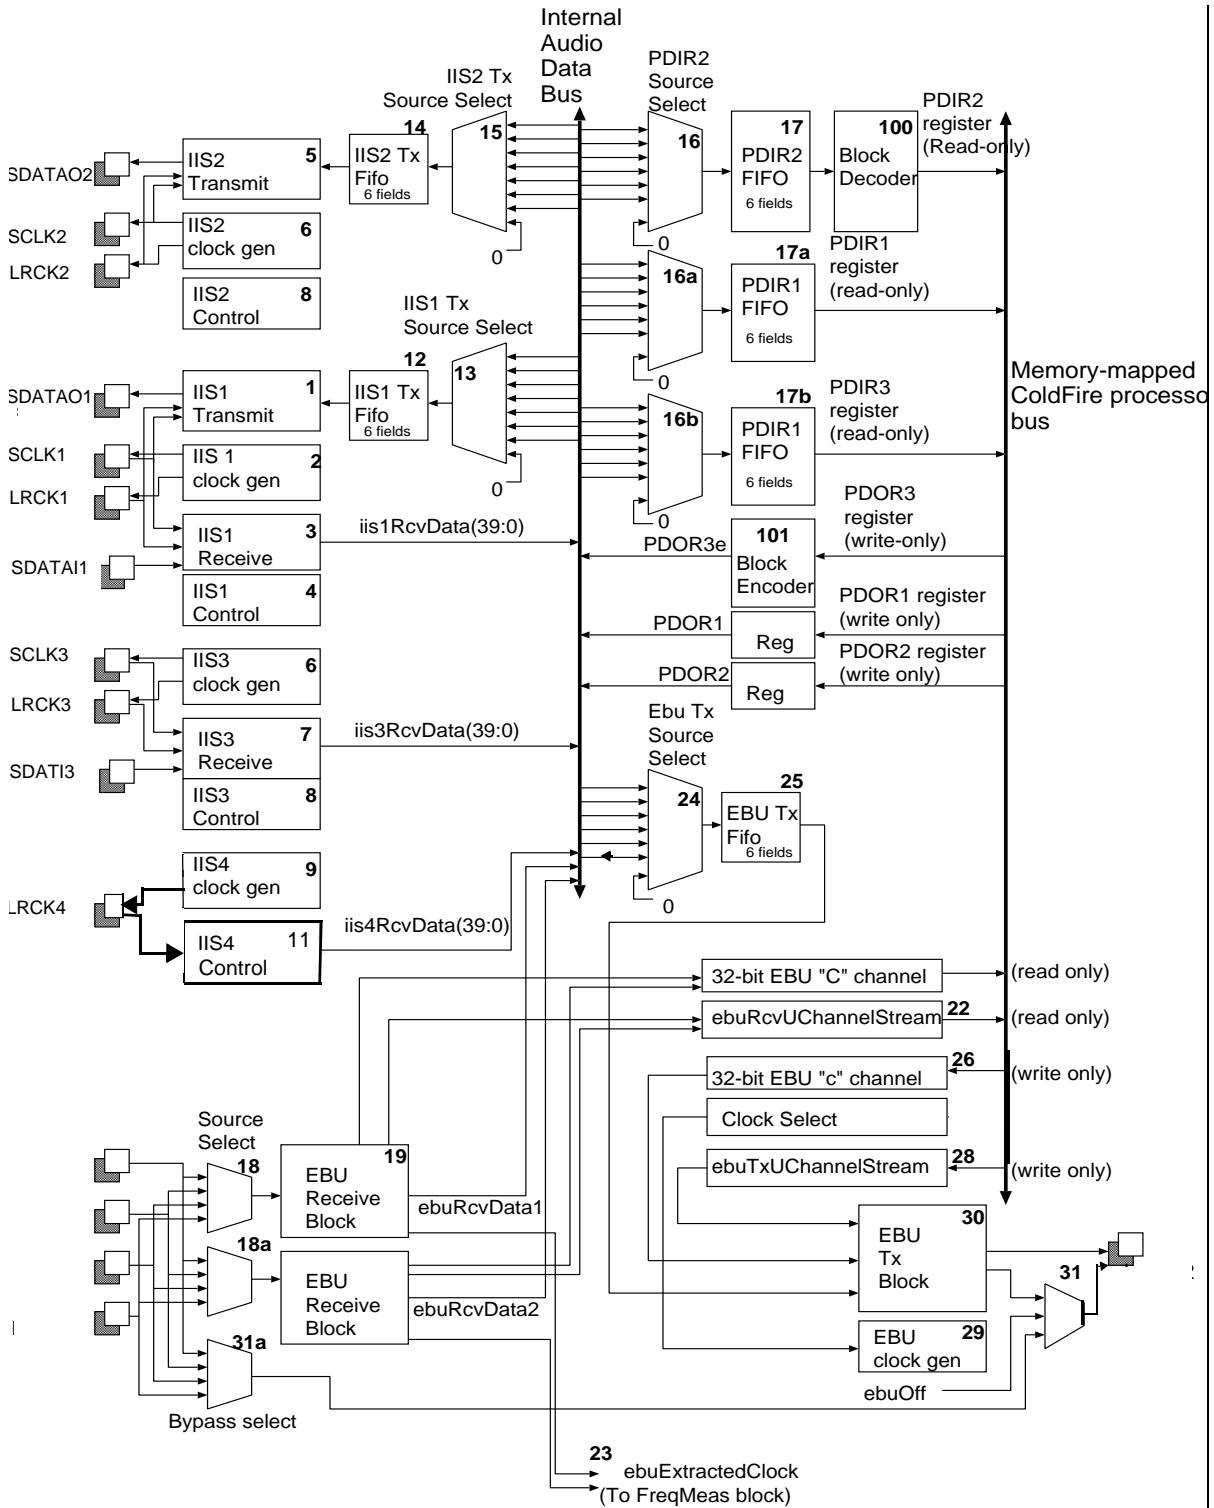 Internal
Audio
Data
Bus
PDIR2
Source
Select
IIS2 Tx
Source Select
PDIR2
register
(Read-only)
14
15
16
17
100
SDATAO2
IIS2
Transmit
5
IIS2 Tx
Fifo
6 fields
PDIR2
FIFO
6 fields
Block
Decoder
SCLK2
LRCK2
IIS2
clock gen
6
0
0
IIS2
Control
8
16a
17a
PDIR1
FIFO
6 fields
PDIR1
register
(read-only)
IIS1 Tx
Source Select
12
13
0
Memory-mapped
ColdFire processo
bus
SDATAO1
IIS1
Transmit
1
IIS1 Tx
Fifo
6 fields
16b
17b
PDIR1
FIFO
6 fields
PDIR3
register
(read-only)
SCLK1
LRCK1
IIS 1
clock gen
2
0
0
PDOR3
register
(write-only)
IIS1
Receive
3
iis1RcvData(39:0)
PDOR3e
101
Block
Encoder
SDATAI1
IIS1
Control
4
PDOR1 register
(write only)
PDOR1
Reg
SCLK3
LRCK3
IIS3
clock gen
6
PDOR2 register
(write only)
PDOR2
Reg
Ebu Tx
Source
Select
IIS3
Receive
7
iis3RcvData(39:0)
SDATI3
IIS3
Control
8
24
25
EBU Tx
Fifo
6 fields
0
IIS4
clock gen
9
LRCK4
IIS4
Control
11
iis4RcvData(39:0)
32-bit EBU "C" channel
(read only)
ebuRcvUChannelStream
22
(read only)
32-bit EBU "c" channel
26
(write only)
Clock Select
ebuTxUChannelStream
28
(write only)
Source
Select
18
EBU
Receive
Block
19
ebuRcvData1
18a
EBU
Receive
Block
ebuRcvData2
EBU
Tx
Block
30
31
EBU
clock gen
29
ebuOff
31a
Bypass select
23
ebuExtractedClock
(To FreqMeas block)